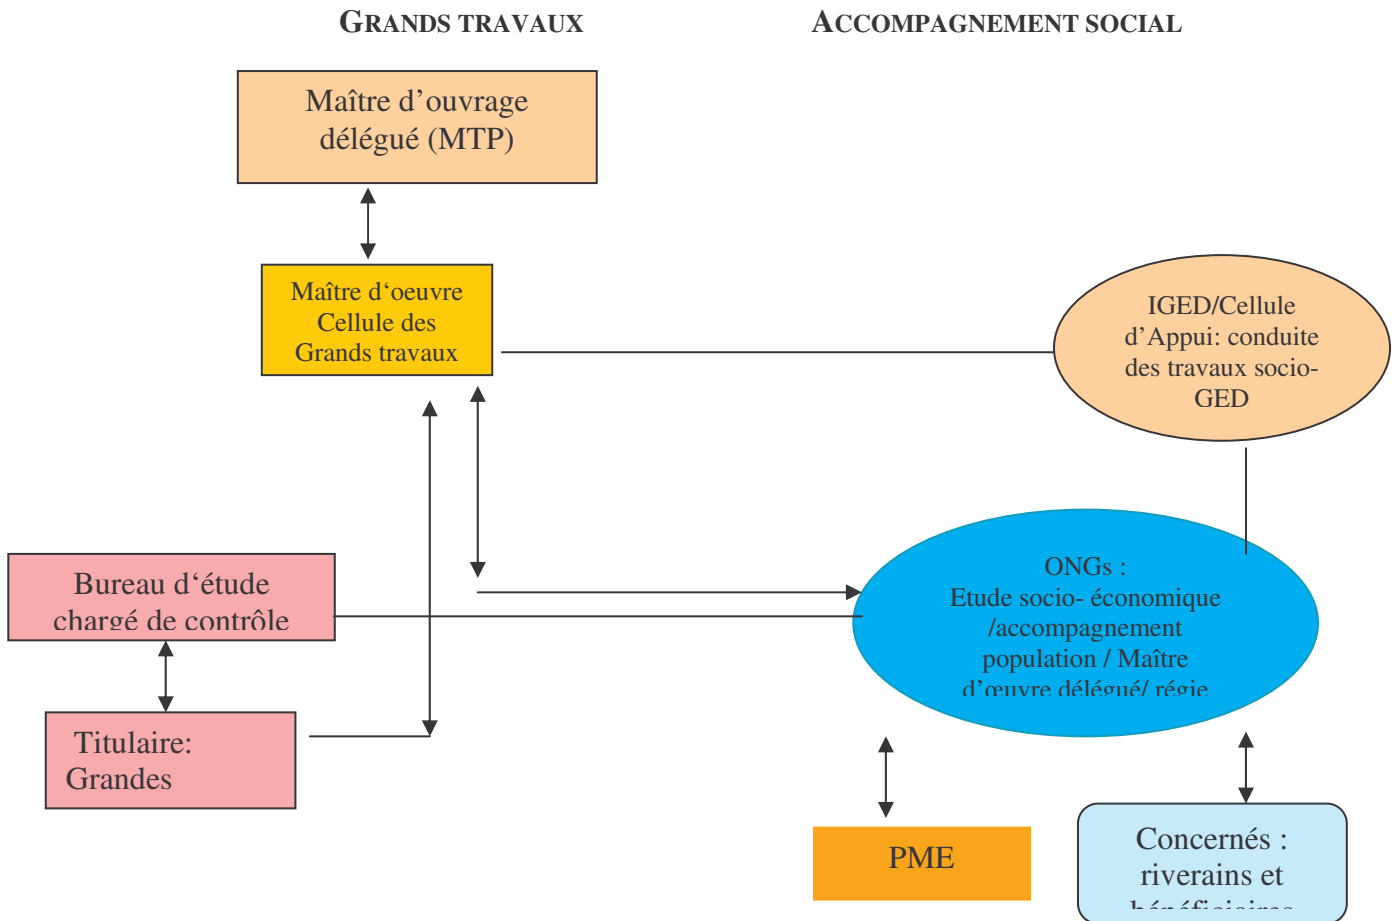 GRANDS TRAVAUX
ACCOMPAGNEMENT SOCIAL
Maître d’ouvrage
délégué (MTP)
Maître d‘oeuvre
Cellule des
Grands travaux
IGED/Cellule
d’Appui: conduite
des travaux socio-
GED
Bureau d‘étude
chargé de contrôle
ONGs :
Etude socio- économique
/accompagnement
population / Maître
d’œuvre délégué/ régie
Titulaire:
Grandes
PME
Concernés :
riverains et
bénéficiaires